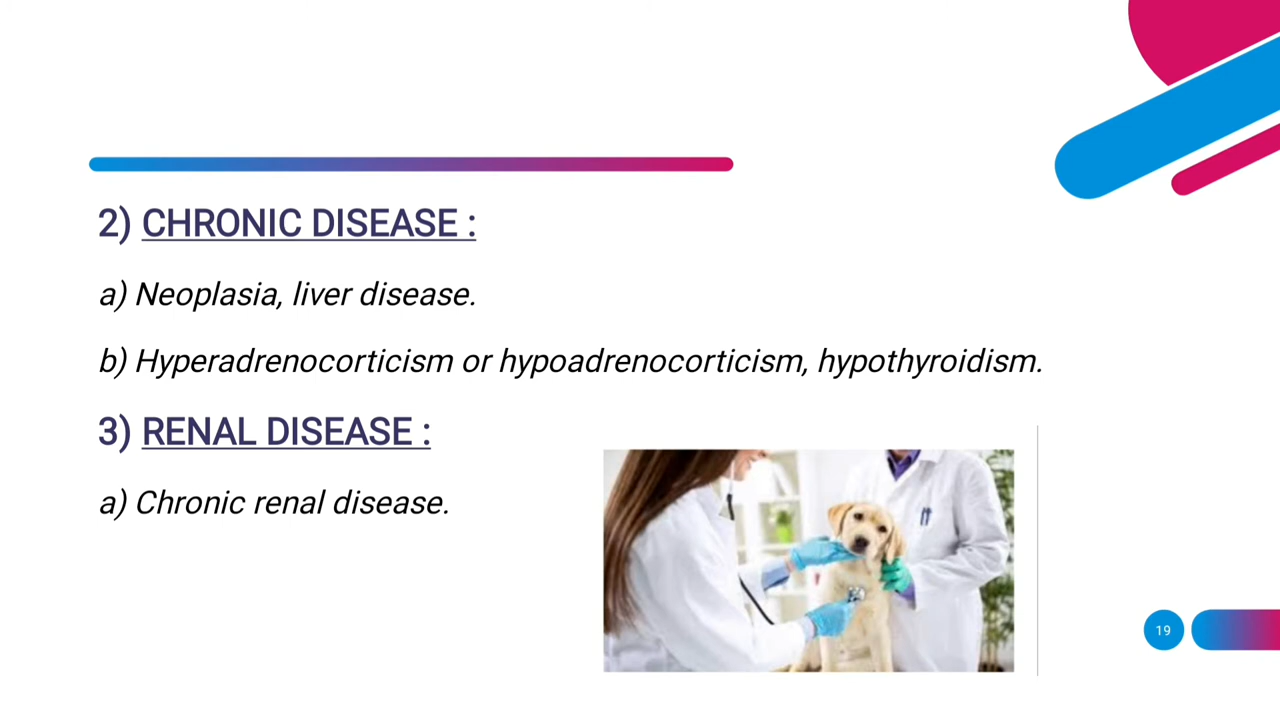 2) CHRONIC DISEASE :
a) Neoplasia, liver disease.
b) Hyperadrenocorticism or hypoadrenocorticism, hypothyroidism.
3) RENAL DISEASE :
a) Chronic renal disease.
19